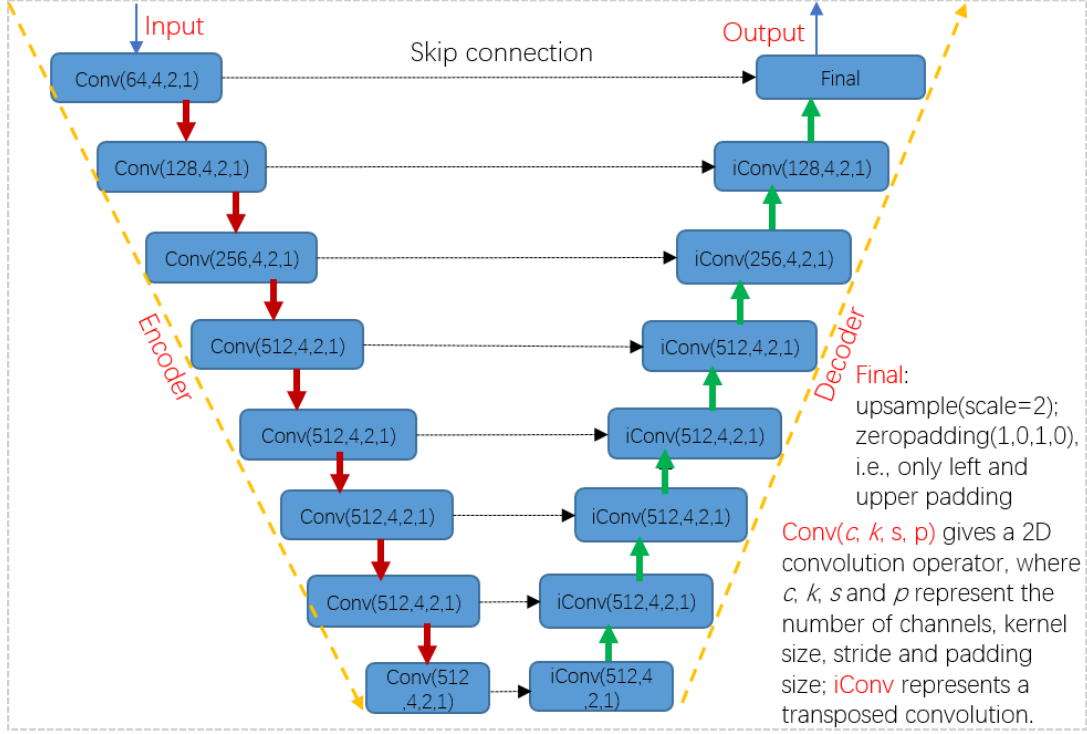 Input
Output
Skip connection
Conv(64,4,2,1)
Final
Conv(128,4,2,1)
iConv(128,4,2,1)
Conv(256,4,2,1)
iConv(256,4,2,1)
Encoder
Decoder
Conv(512,4,2,1)
iConv(512,4,2,1)
Conv(512,4,2,1)
iConv(512,4,2,1)
Conv(512,4,2,1)
iConv(512,4,2,1)
Conv(512,4,2,1)
iConv(512,4,2,1)
Conv(512
,4,2,1)
iConv(512,4
,2,1)
Final:
upsample(scale=2);
zeropadding(1,0,1,0),
i.e., only left and
upper padding
Conv(c, k, s, p) gives a 2D
convolution operator, where
c, k, s and p represent the
number of channels, kernel
size, stride and padding
size; iConv represents a
transposed convolution.